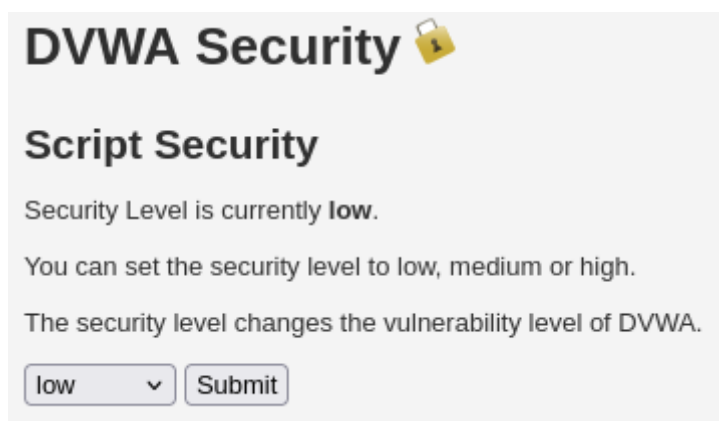 DVWA Security
Script Security
Security Level is currently low.
You can set the security level to low, medium or high.
The security level changes the vulnerability level of DVWA.
low Submit